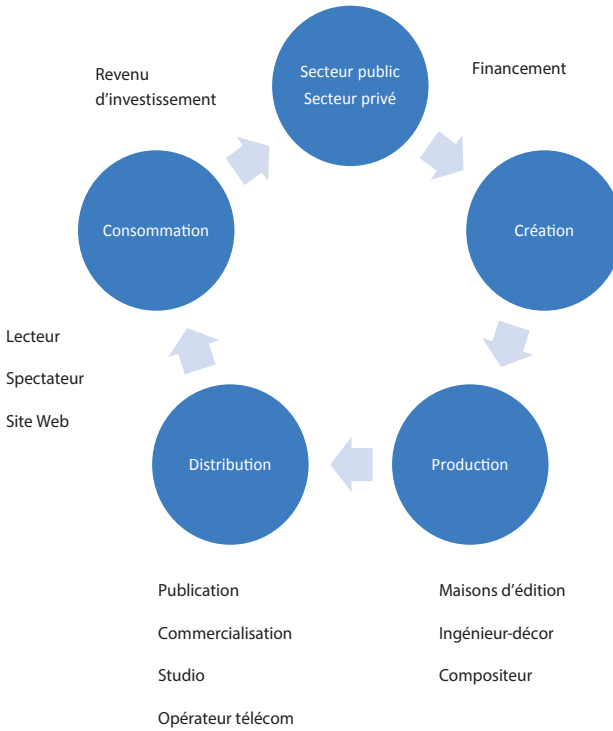 Revenu
d’investissement
Secteur public
Secteur privé
Financement
Consommation
Création
Lecteur
Spectateur
Site Web
Distribution
Production
Publication
Commercialisation
Studio
Opérateur télécom
Maisons d’édition
Ingénieur-décor
Compositeur